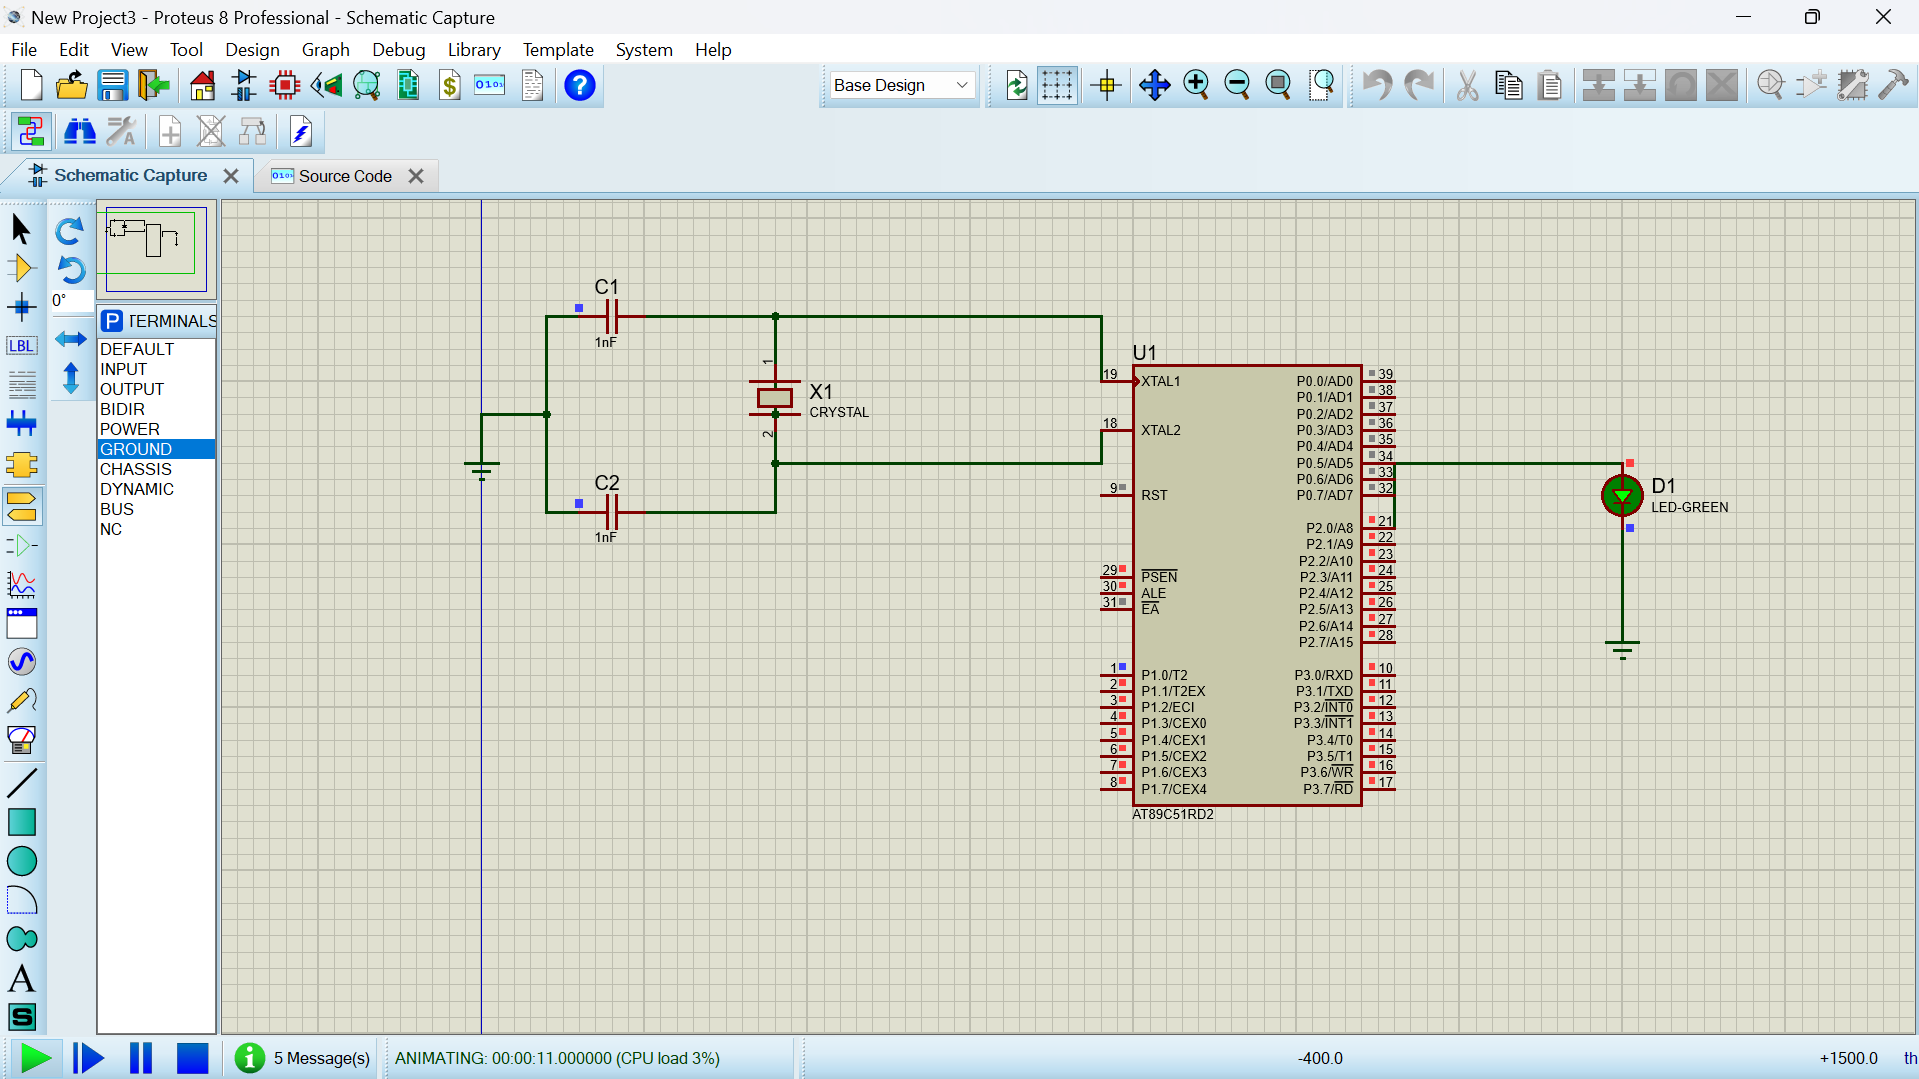 New Project3 - Proteus 8 Professional - Schematic Capture
File Edit View Tool Design Graph Debug Library Template System Help
Base Design
Schematic Capture
Source Code
0°
TERMINALS
LBL
DEFAULT
INPUT
OUTPUT
BIDIR
POWER
GROUND
CHASSIS
DYNAMIC
BUS
NC
C1
1nF
1
X1
CRYSTAL
2
C2
1nF
U1
19 XTAL1
18 XTAL2
9 RST
29 PSEN
30 ALE
31 EA
1 P1.0/T2
2 P1.1/T2EX
3 P1.2/ECI
4 P1.3/CEX0
5 P1.4/CEX1
6 P1.5/CEX2
7 P1.6/CEX3
8 P1.7/CEX4
P0.0/AD0 39
P0.1/AD1 38
P0.2/AD2 37
P0.3/AD3 36
P0.4/AD4 35
P0.5/AD5 34
P0.6/AD6 33
P0.7/AD7 32
P2.0/A8 21
P2.1/A9 22
P2.2/A10 23
P2.3/A11 24
P2.4/A12 25
P2.5/A13 26
P2.6/A14 27
P2.7/A15 28
P3.0/RXD 10
P3.1/TXD 11
P3.2/INT0 12
P3.3/INT1 13
P3.4/T0 14
P3.5/T1 15
P3.6/WR 16
P3.7/RD 17
AT89C51RD2
D1
LED-GREEN
5 Message(s)
ANIMATING: 00:00:11.000000 (CPU load 3%)
-400.0
+1500.0
th